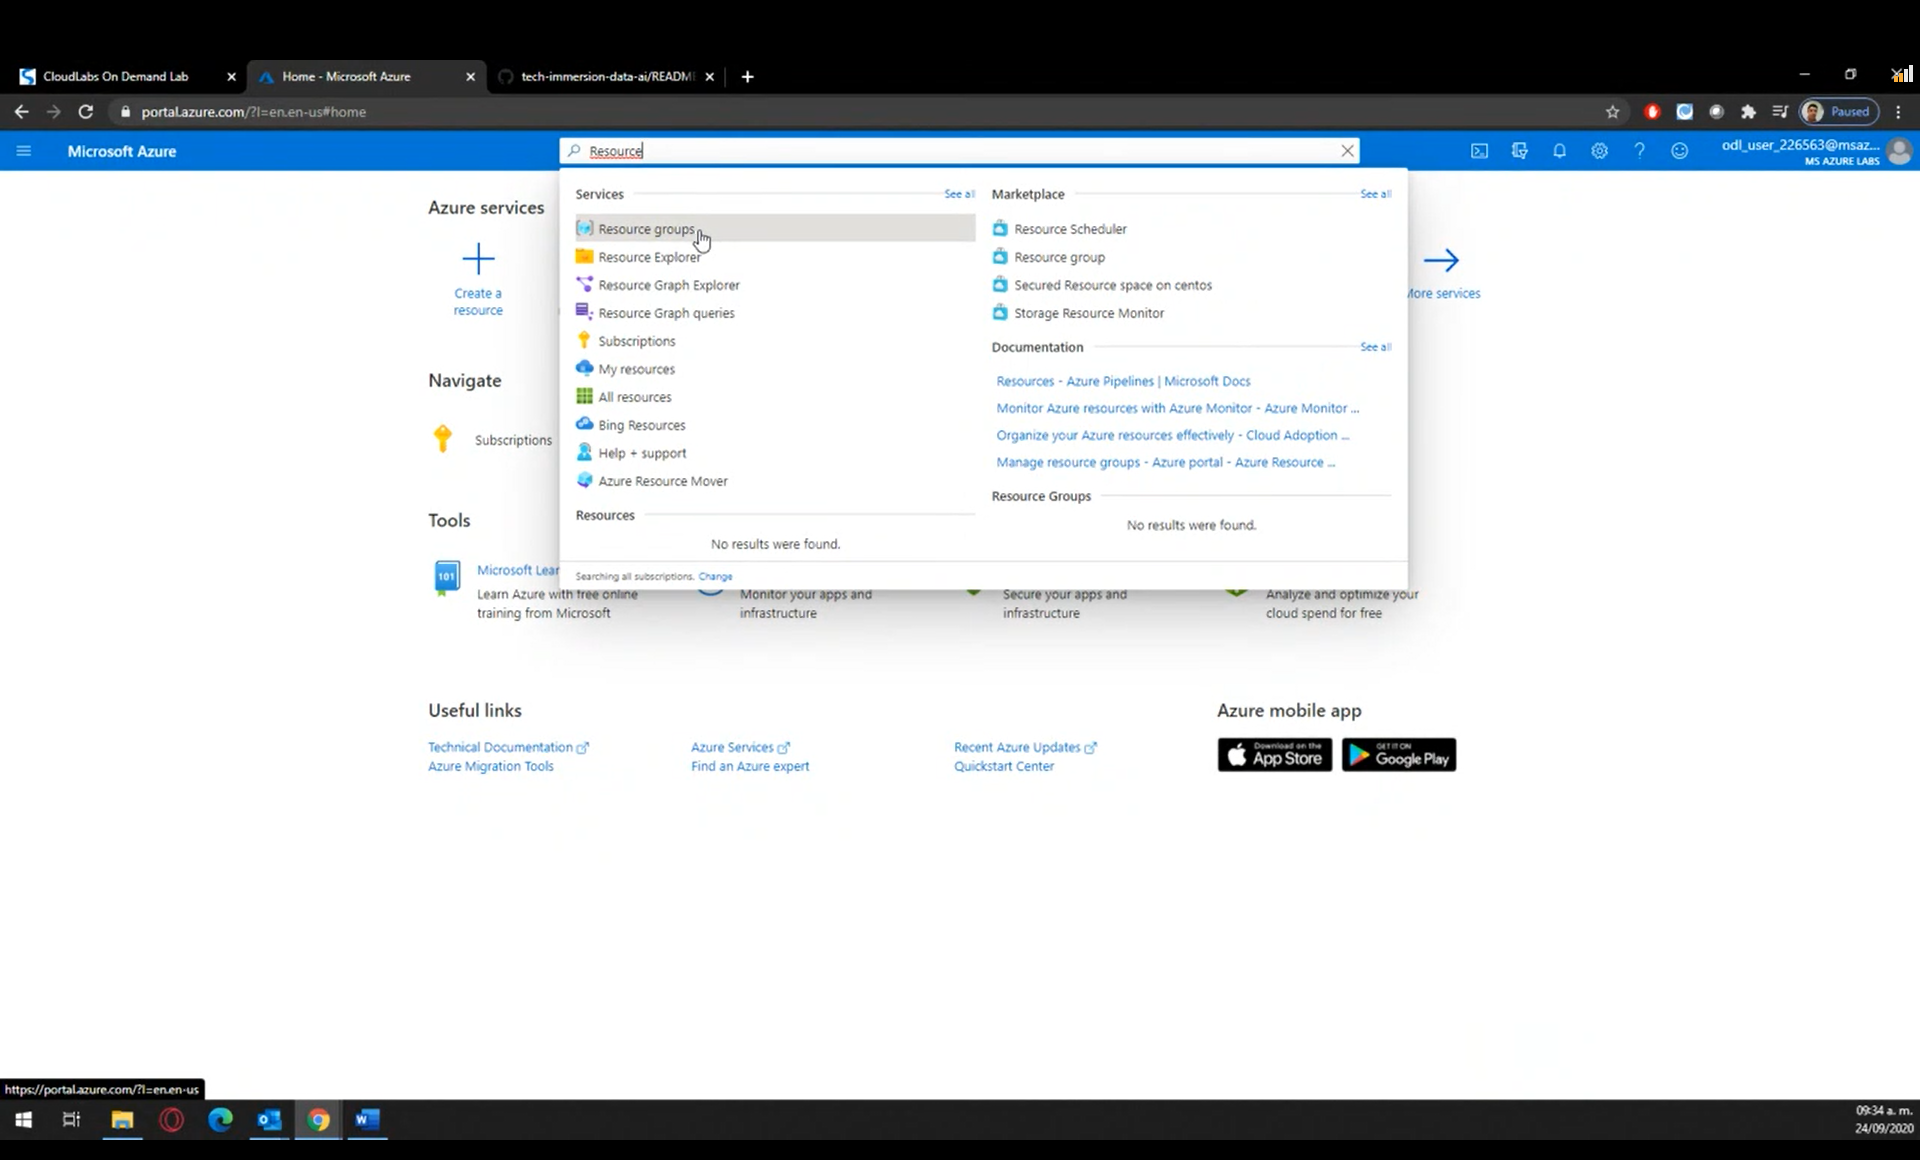 CloudLabs On Demand Lab
Home - Microsoft Azure
tech-immersion-data-ai/READM
portal.azure.com/?l=en.en-us#home
Paused
Microsoft Azure
Resource
odl_user_226563@msaz...
MS AZURE LABS
Azure services
Create a
resource
More services
Navigate
Subscriptions
Tools
Microsoft Lear
Learn Azure with free online
training from Microsoft
Monitor your apps and
infrastructure
Secure your apps and
infrastructure
Analyze and optimize your
cloud spend for free
Services
See all
Resource groups
Resource Explorer
Resource Graph Explorer
Resource Graph queries
Subscriptions
My resources
All resources
Bing Resources
Help + support
Azure Resource Mover
Resources
No results were found.
Searching all subscriptions. Change
Marketplace
See all
Resource Scheduler
Resource group
Secured Resource space on centos
Storage Resource Monitor
Documentation
See all
Resources - Azure Pipelines | Microsoft Docs
Monitor Azure resources with Azure Monitor - Azure Monitor ...
Organize your Azure resources effectively - Cloud Adoption ...
Manage resource groups - Azure portal - Azure Resource ...
Resource Groups
No results were found.
101
Useful links
Technical Documentation
Azure Migration Tools
Azure Services
Find an Azure expert
Recent Azure Updates
Quickstart Center
Azure mobile app
Download on the
App Store
GET IT ON
Google Play
https://portal.azure.com/?l=en.en-us
09:34 a. m.
24/09/2020